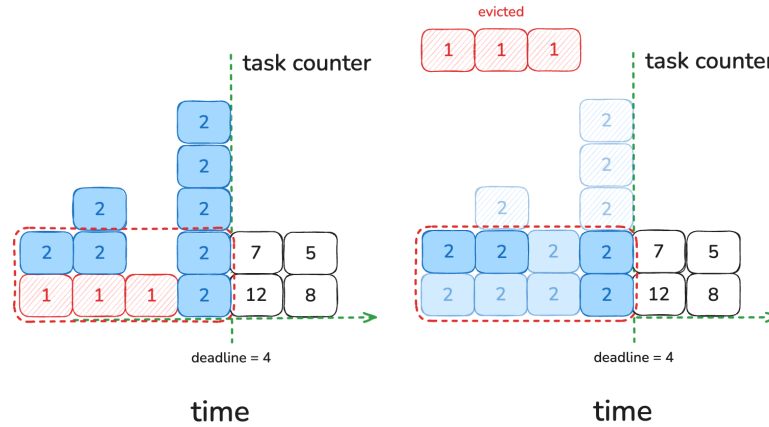 evicted
1 1 1
task counter
task counter
2
2
2
2
2
2
2 2 2 7 5
1 1 1 2 12 8
2 2 2 2 7 5
2 2 2 2 12 8
2
2
deadline = 4
deadline = 4
time
time